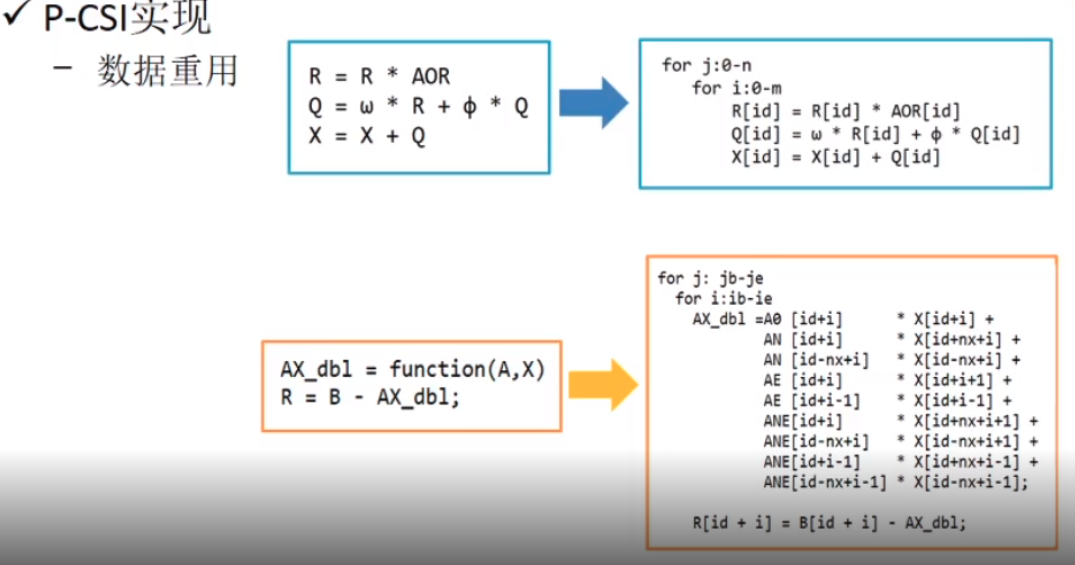 ✓ P-CSI实现
– 数据重用
R = R * AOR
Q = ω * R + ϕ * Q
X = X + Q
for j:0-n
for i:0-m
R[id] = R[id] * AOR[id]
Q[id] = ω * R[id] + ϕ * Q[id]
X[id] = X[id] + Q[id]
AX_dbl = function(A,X)
R = B - AX_dbl;
for j: jb-je
for i:ib-ie
AX_dbl =A0 [id+i] * X[id+i] +
AN [id+i] * X[id+nx+i] +
AN [id-nx+i] * X[id-nx+i] +
AE [id+i] * X[id+i+1] +
AE [id+i-1] * X[id+i-1] +
ANE[id+i] * X[id+nx+i+1] +
ANE[id-nx+i] * X[id-nx+i+1] +
ANE[id+i-1] * X[id+nx+i-1] +
ANE[id-nx+i-1] * X[id-nx+i-1];
R[id + i] = B[id + i] - AX_dbl;